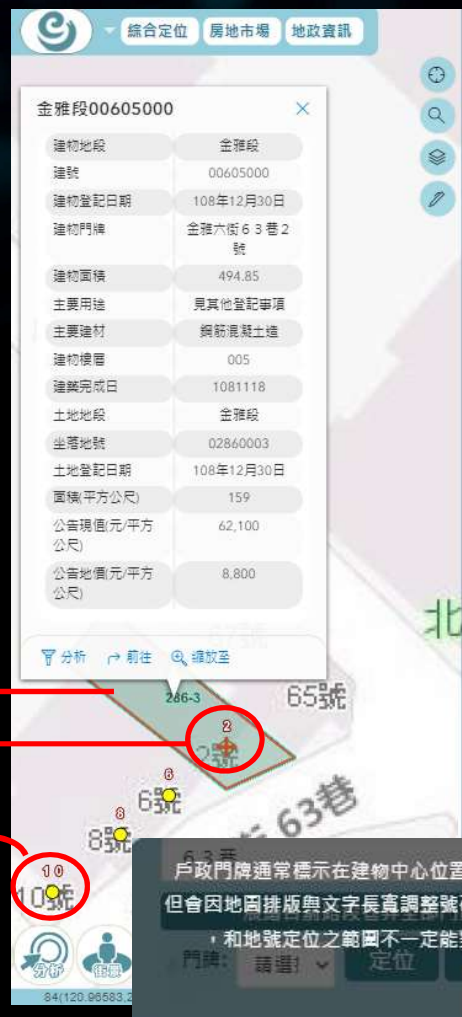 綜合定位 房地市場 地政資訊
金雅段00605000
建物地段 金雅段
建號 00605000
建物登記日期 108年12月30日
建物門牌 金雅六街６３巷２
號
建物面積 494.85
主要用途 見其他登記事項
主要建材 鋼筋混凝土造
建物樓層 005
建築完成日 1081118
土地地段 金雅段
坐落地號 02860003
土地登記日期 108年12月30日
面積(平方公尺) 159
公告現值(元/平方 62,100
公尺)
公告地價(元/平方 8,800
公尺)
北
分析 前往 縮放至
286-3
65號
2
2號
6
6號
63巷
8
8號
10
10號
戶政門牌通常標示在建物中心位置
但會因地圖排版與文字長寬調整號
，和地號定位之範圍不一定能
門牌: 請選 定位
分析 街景
84(120.96583,2